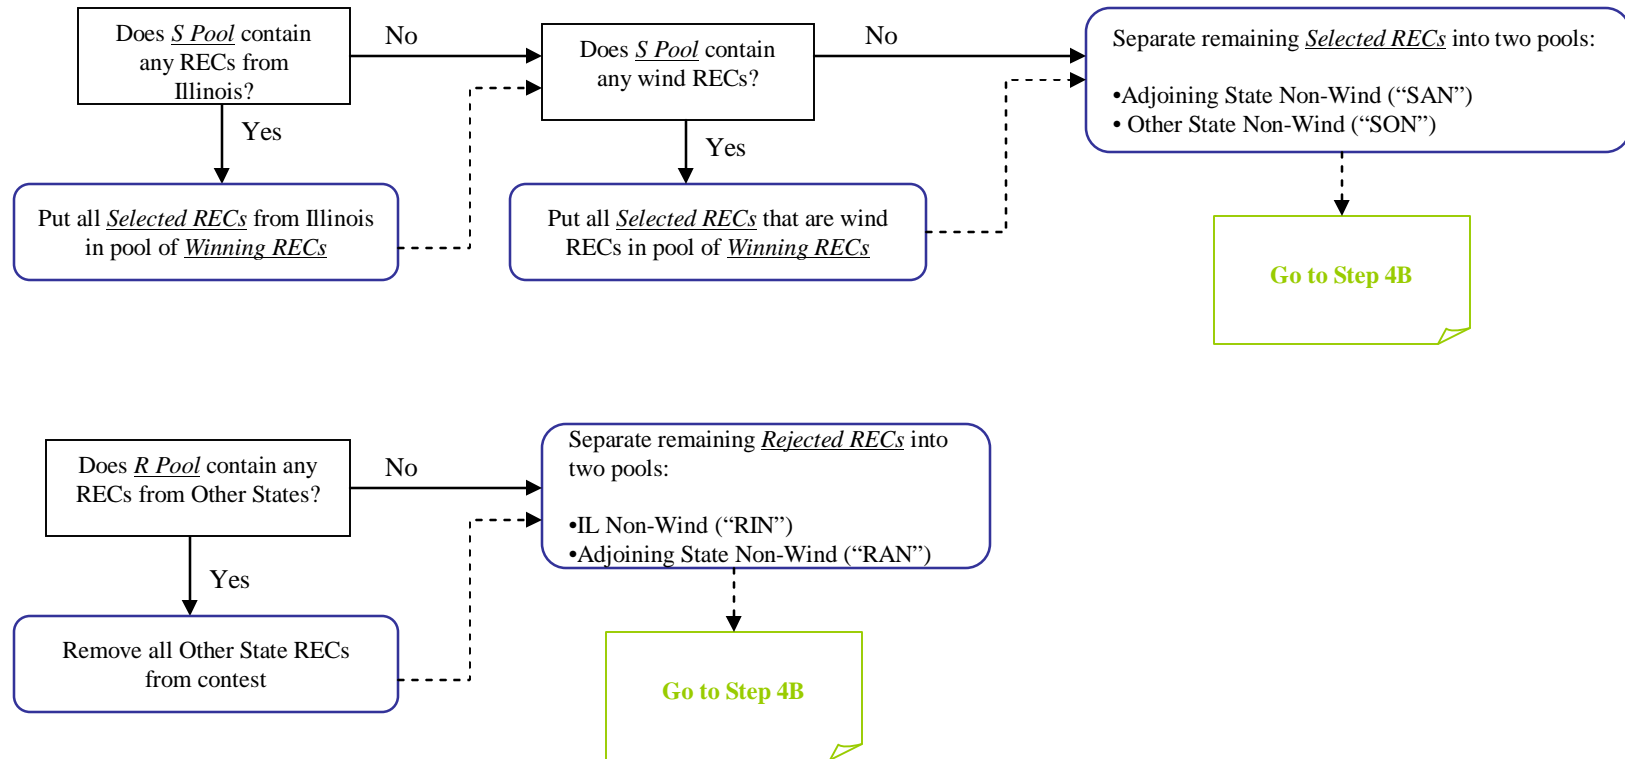 Does S Pool contain
any RECs from
Illinois?
No
Yes
Put all Selected RECs from Illinois
in pool of Winning RECs
Does S Pool contain
any wind RECs?
No
Yes
Put all Selected RECs that are wind
RECs in pool of Winning RECs
Separate remaining Selected RECs into two pools:
•Adjoining State Non-Wind (“SAN”)
• Other State Non-Wind (“SON”)
Go to Step 4B
Does R Pool contain any
RECs from Other States?
No
Yes
Remove all Other State RECs
from contest
Separate remaining Rejected RECs into
two pools:
•IL Non-Wind (“RIN”)
•Adjoining State Non-Wind (“RAN”)
Go to Step 4B